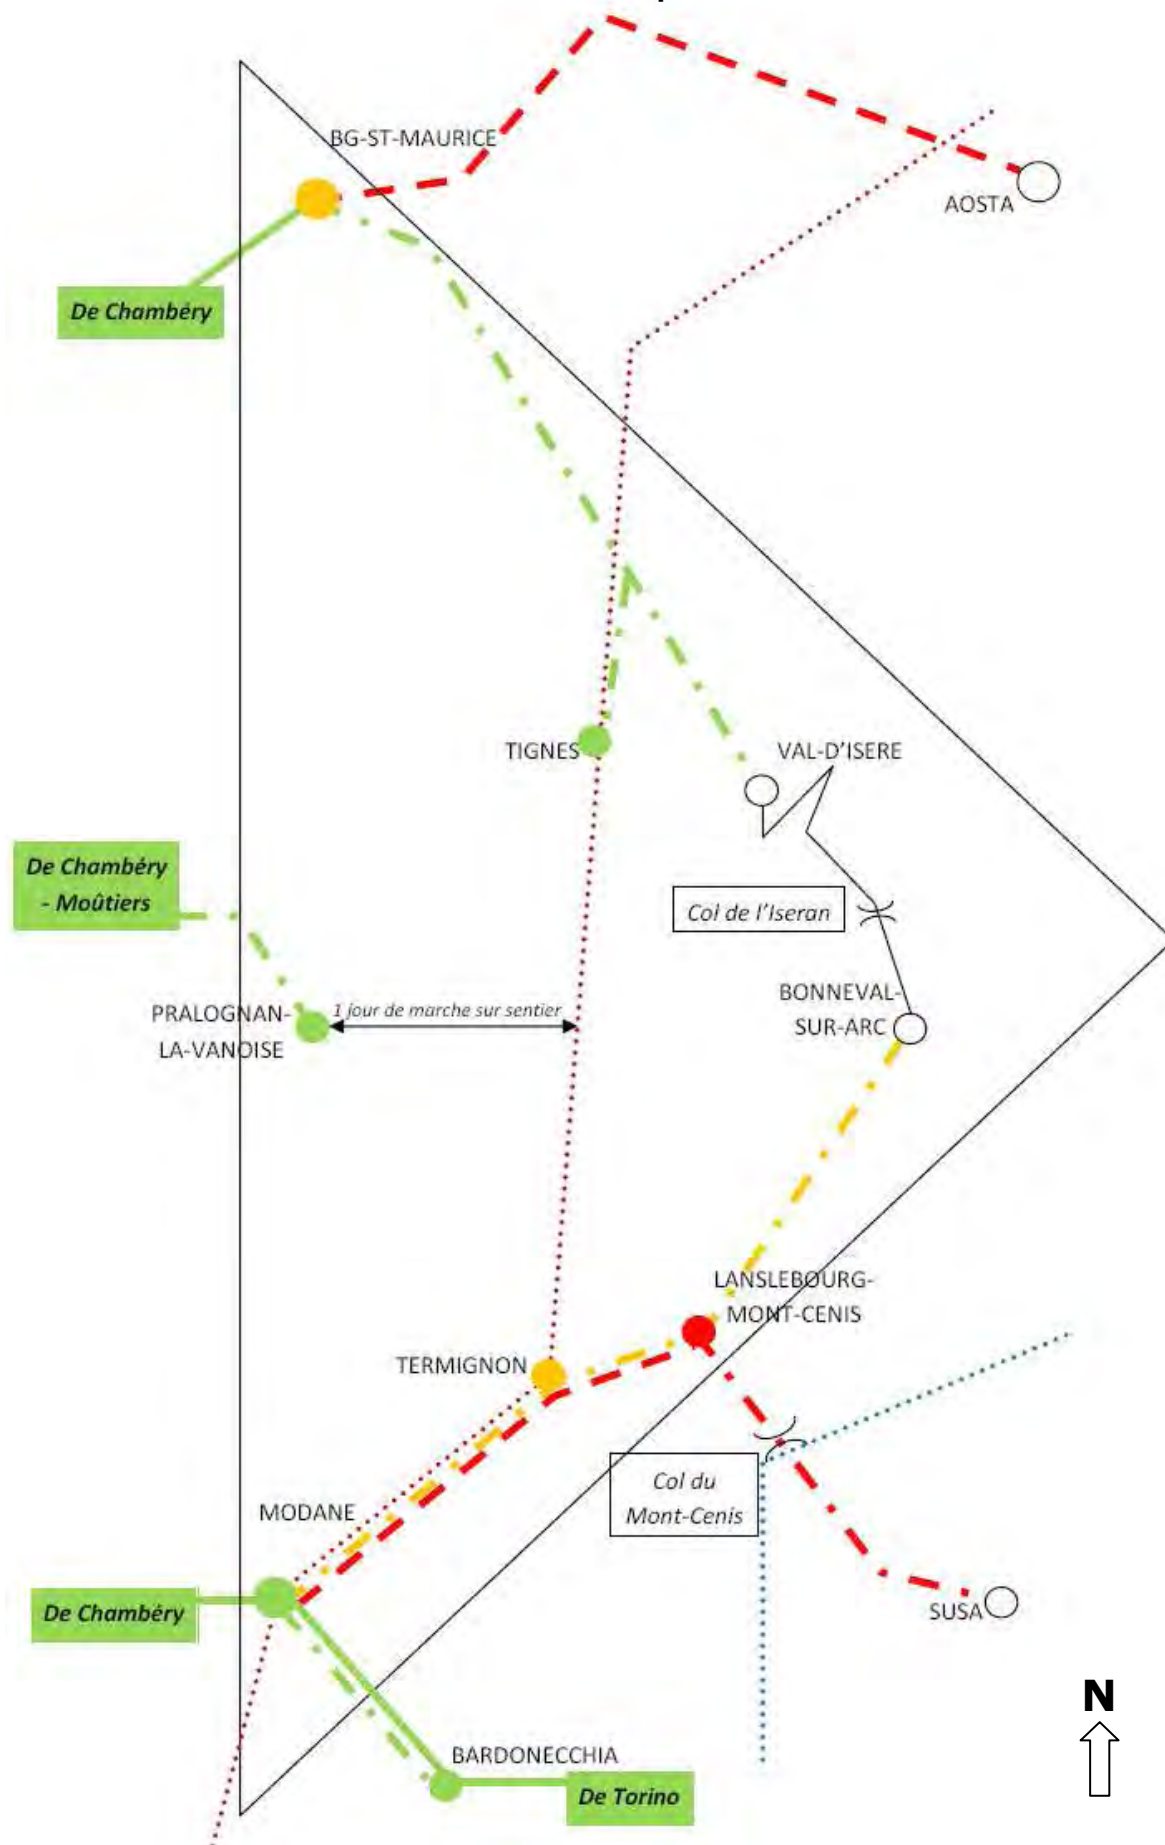 BG-ST-MAURICE
AOSTA
De Chambéry
TIGNES
VAL-D'ISERE
De Chambéry
- Moûtiers
Col de l'Iseran
BONNEVAL-
SUR-ARC
PRALOGNAN-
LA-VANOISE
1 jour de marche sur sentier
LANSLEBOURG-
MONT-CENIS
TERMIGNON
Col du
Mont-Cenis
MODANE
De Chambéry
SUSA
N
BARDONECCHIA
De Torino